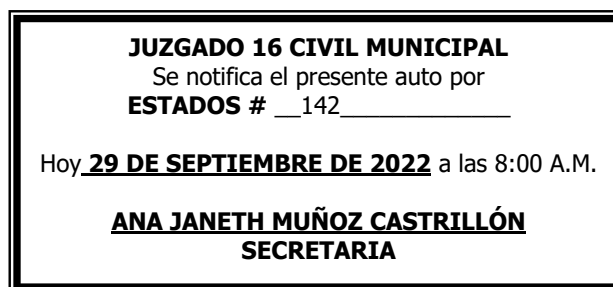 JUZGADO 16 CIVIL MUNICIPAL
Se notifica el presente auto por
ESTADOS # __142_____________
Hoy 29 DE SEPTIEMBRE DE 2022 a las 8:00 A.M.
ANA JANETH MUÑOZ CASTRILLÓN
SECRETARIA